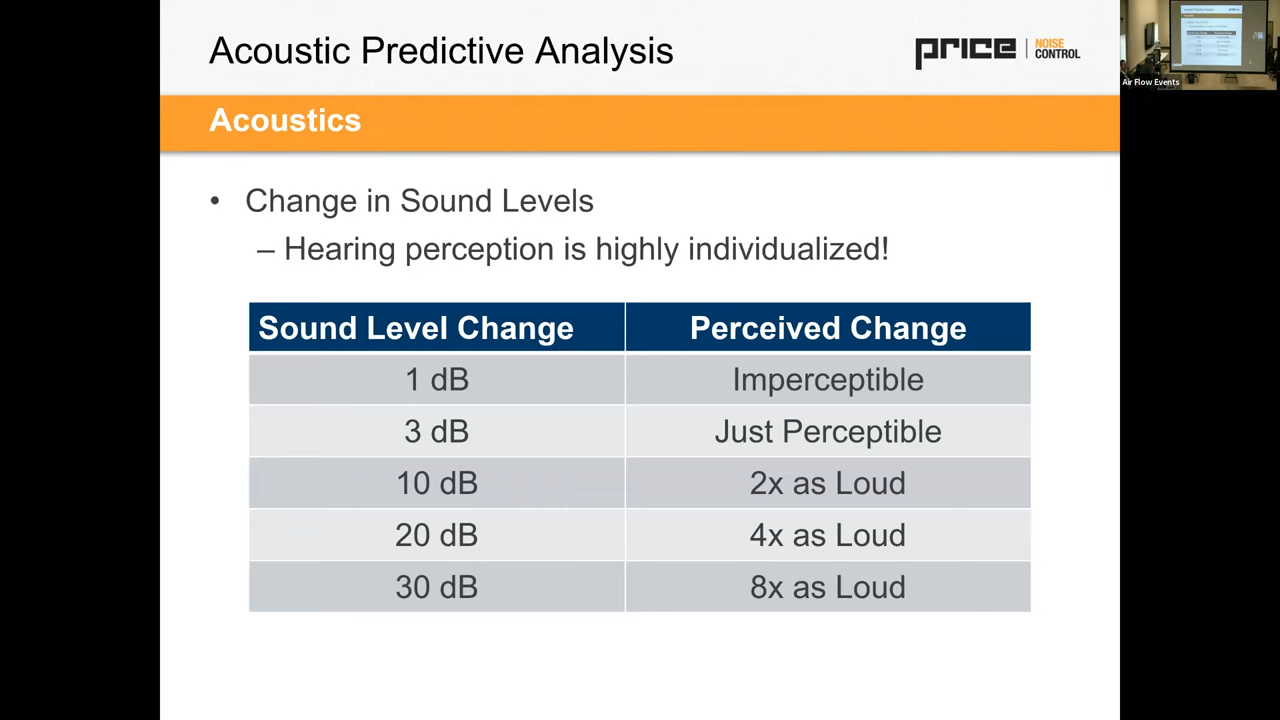 Acoustic Predictive Analysis
PRICE | NOISE CONTROL
Acoustics
• Change in Sound Levels
– Hearing perception is highly individualized!
Sound Level Change Perceived Change
1 dB Imperceptible
3 dB Just Perceptible
10 dB 2x as Loud
20 dB 4x as Loud
30 dB 8x as Loud
Air Flow Events